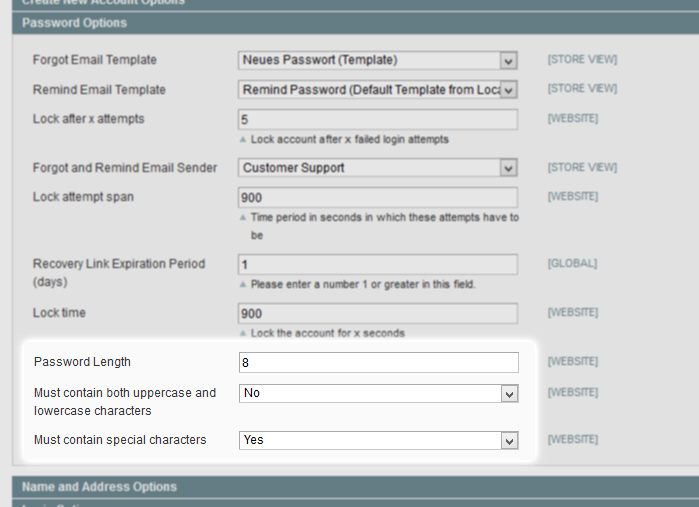 Create New Account Options
Password Options
Forgot Email Template
Neues Passwort (Template)
[STORE VIEW]
Remind Email Template
Remind Password (Default Template from Loca
[STORE VIEW]
Lock after x attempts
5
[WEBSITE]
Lock account after x failed login attempts
Forgot and Remind Email Sender
Customer Support
[STORE VIEW]
Lock attempt span
900
[WEBSITE]
Time period in seconds in which these attempts have to
be
Recovery Link Expiration Period
(days)
1
[GLOBAL]
Please enter a number 1 or greater in this field.
Lock time
900
[WEBSITE]
Lock the account for x seconds
Password Length
8
[WEBSITE]
Must contain both uppercase and
lowercase characters
No
[WEBSITE]
Must contain special characters
Yes
[WEBSITE]
Name and Address Options